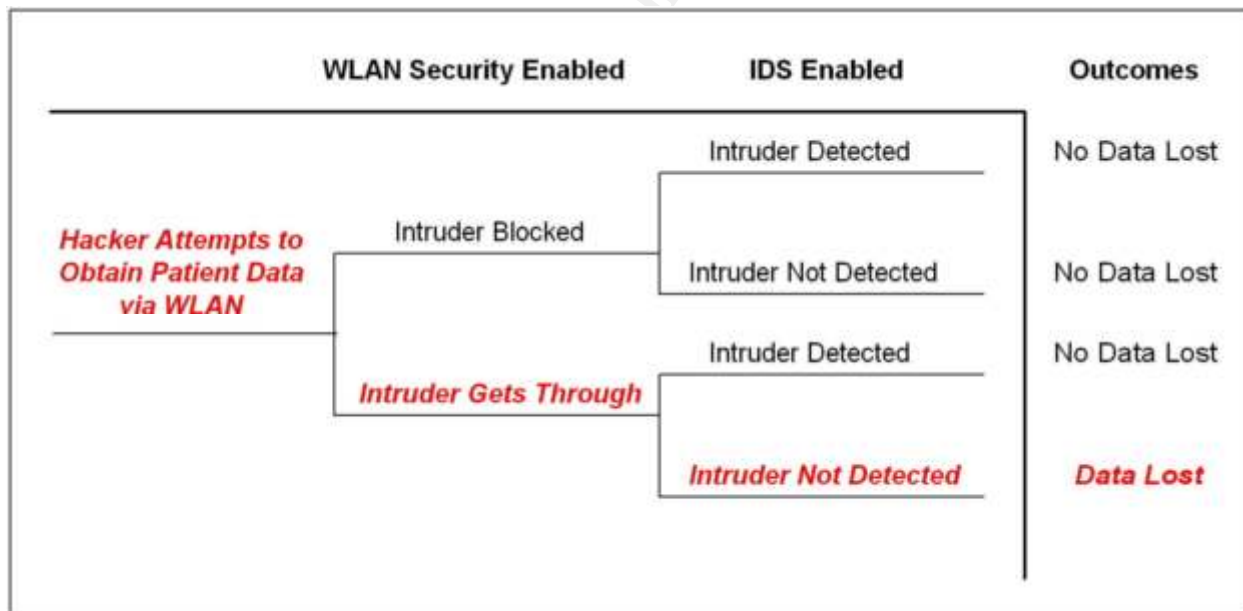 WLAN Security Enabled IDS Enabled Outcomes
Intruder Detected No Data Lost
Intruder Blocked
Hacker Attempts to
Obtain Patient Data
via WLAN
Intruder Not Detected No Data Lost
Intruder Detected No Data Lost
Intruder Gets Through
Intruder Not Detected Data Lost